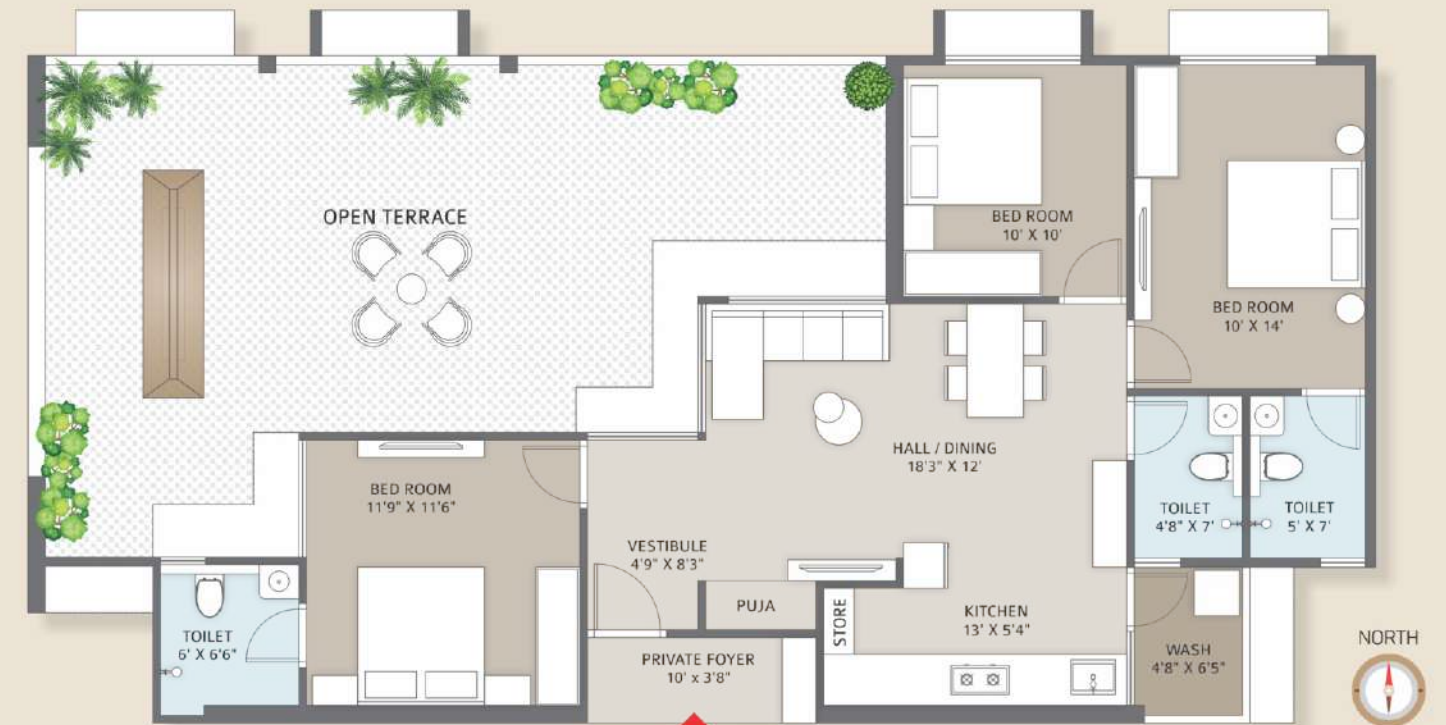 OPEN TERRACE
BED ROOM
10' X 10'
BED ROOM
10' X 14'
HALL / DINING
18'3" X 12'
BED ROOM
11'9" X 11'6"
TOILET
4'8" X 7'
TOILET
5' X 7'
VESTIBULE
4'9" X 8'3"
PUJA
STORE
KITCHEN
13' X 5'4"
TOILET
6' X 6'6"
PRIVATE FOYER
10' x 3'8"
WASH
4'8" X 6'5"
NORTH